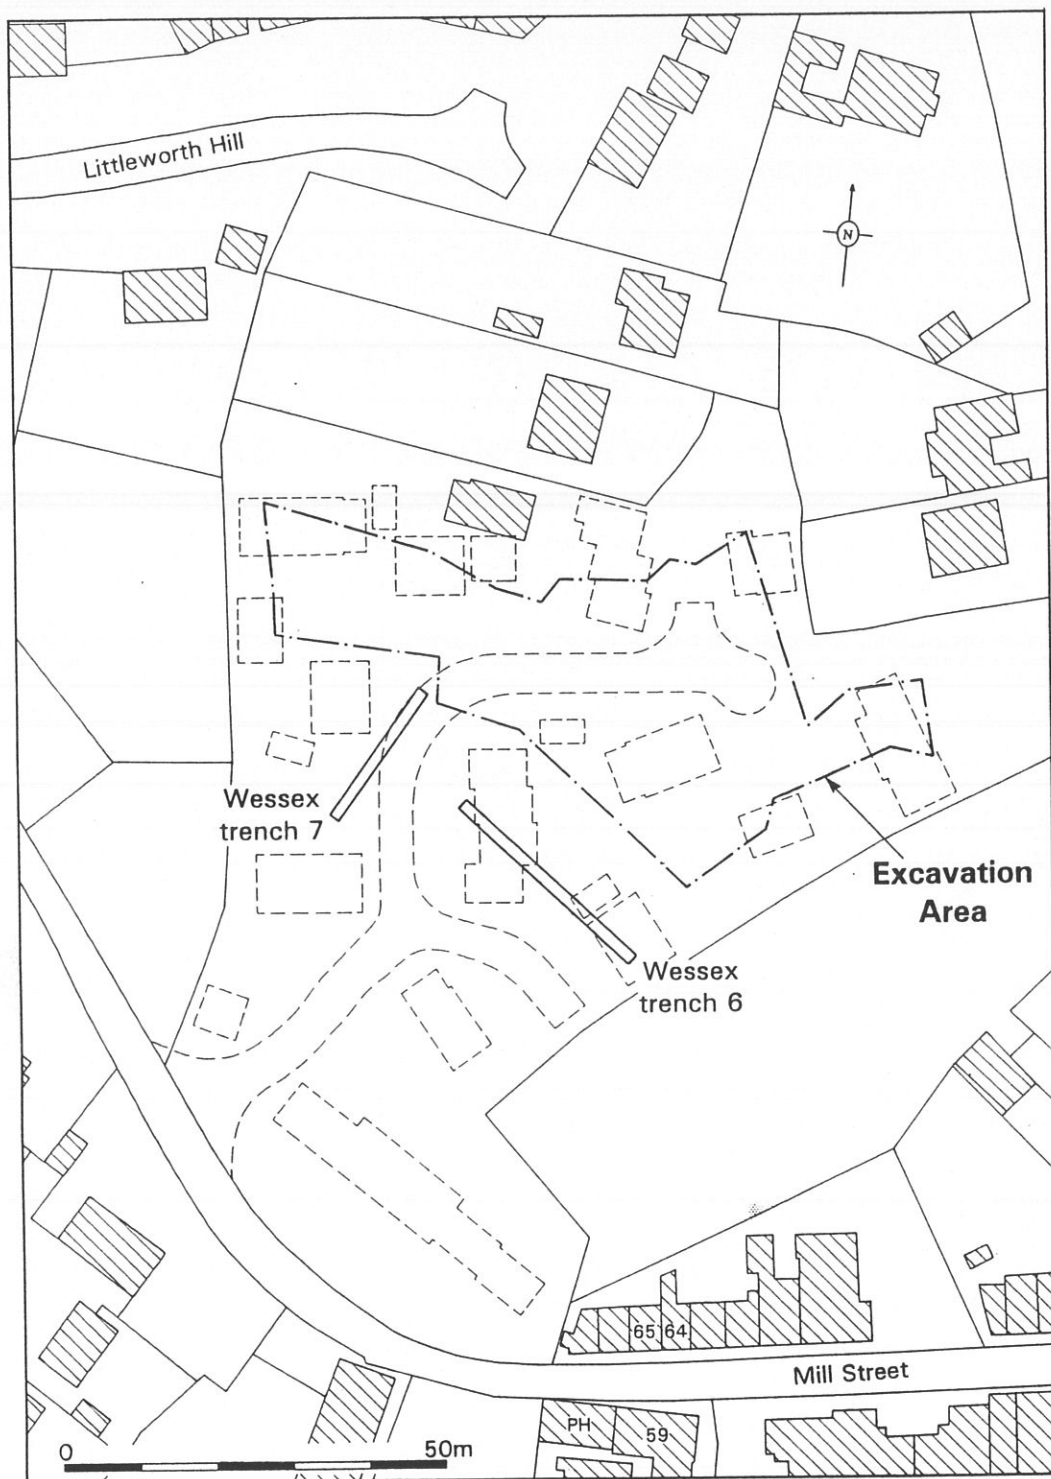 Littleworth Hill
N
Wessex
trench 7
Excavation
Area
Wessex
trench 6
65 64
Mill Street
PH
59
0 50m